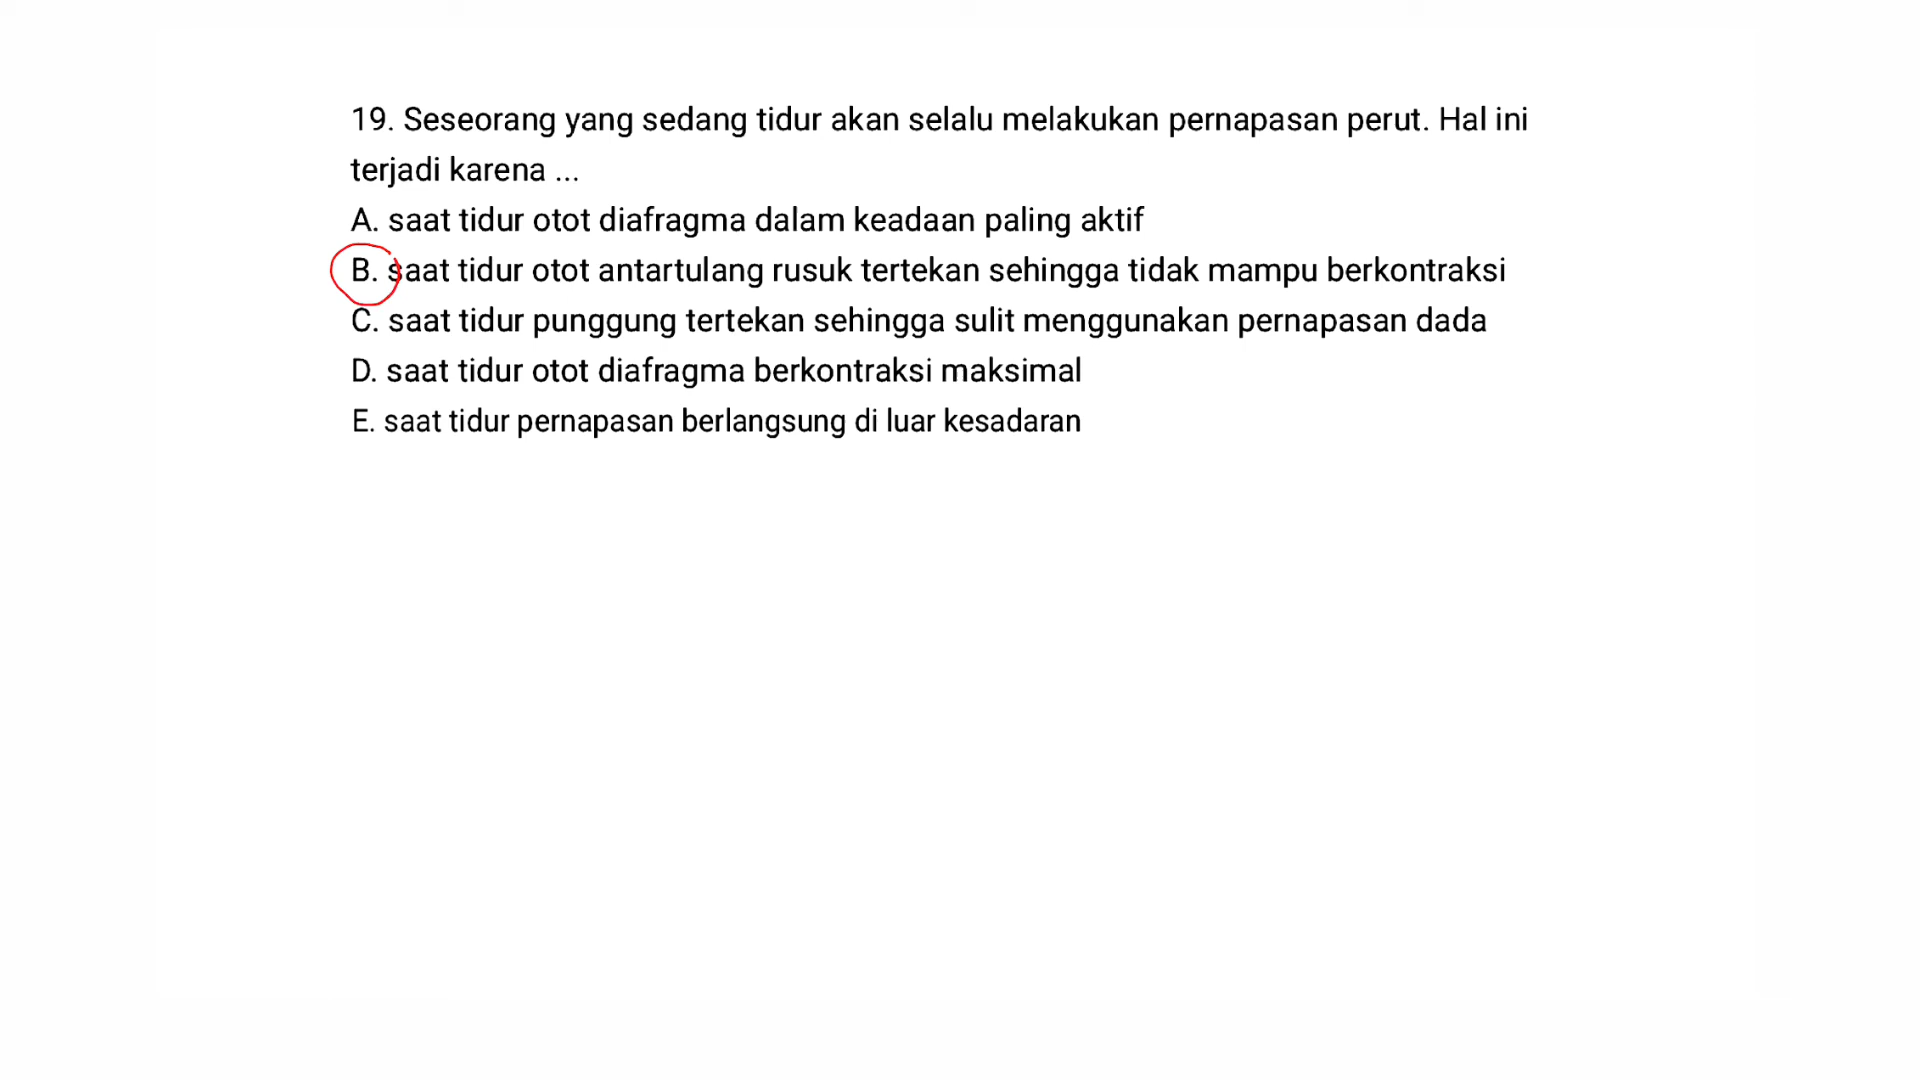 19. Seseorang yang sedang tidur akan selalu melakukan pernapasan perut. Hal ini
terjadi karena ...
A. saat tidur otot diafragma dalam keadaan paling aktif
B. saat tidur otot antartulang rusuk tertekan sehingga tidak mampu berkontraksi
C. saat tidur punggung tertekan sehingga sulit menggunakan pernapasan dada
D. saat tidur otot diafragma berkontraksi maksimal
E. saat tidur pernapasan berlangsung di luar kesadaran